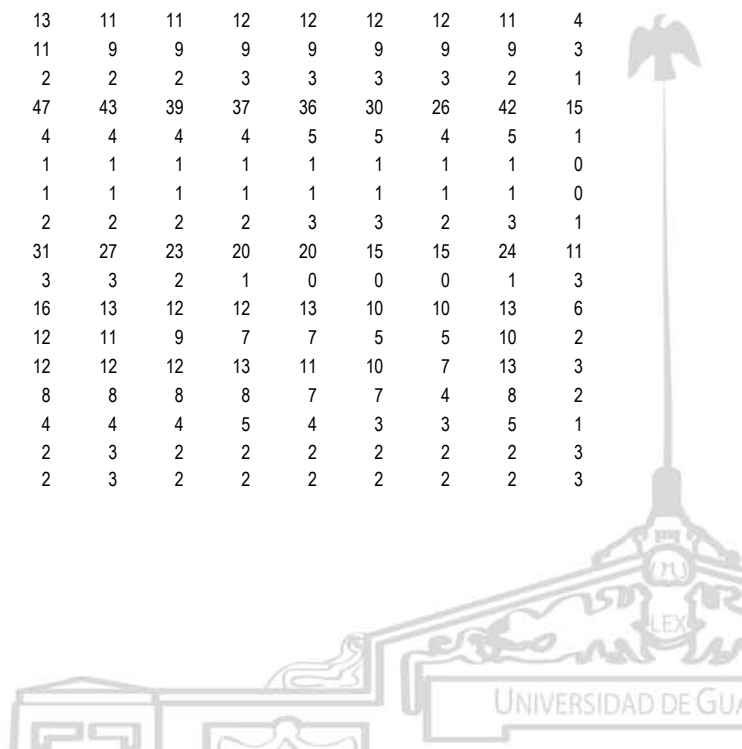 13 11 11 12 12 12 12 11 4
11 9 9 9 9 9 9 9 3
2 2 2 3 3 3 3 2 1
47 43 39 37 36 30 26 42 15
4 4 4 4 5 5 4 5 1
1 1 1 1 1 1 1 1 0
1 1 1 1 1 1 1 1 0
2 2 2 2 3 3 2 3 1
31 27 23 20 20 15 15 24 11
3 3 2 1 0 0 0 1 3
16 13 12 12 13 10 10 13 6
12 11 9 7 7 5 5 10 2
12 12 12 13 11 10 7 13 3
8 8 8 8 7 7 4 8 2
4 4 4 5 4 3 3 5 1
2 3 2 2 2 2 2 2 3
2 3 2 2 2 2 2 2 3
LEX
UNIVERSIDAD DE GUA